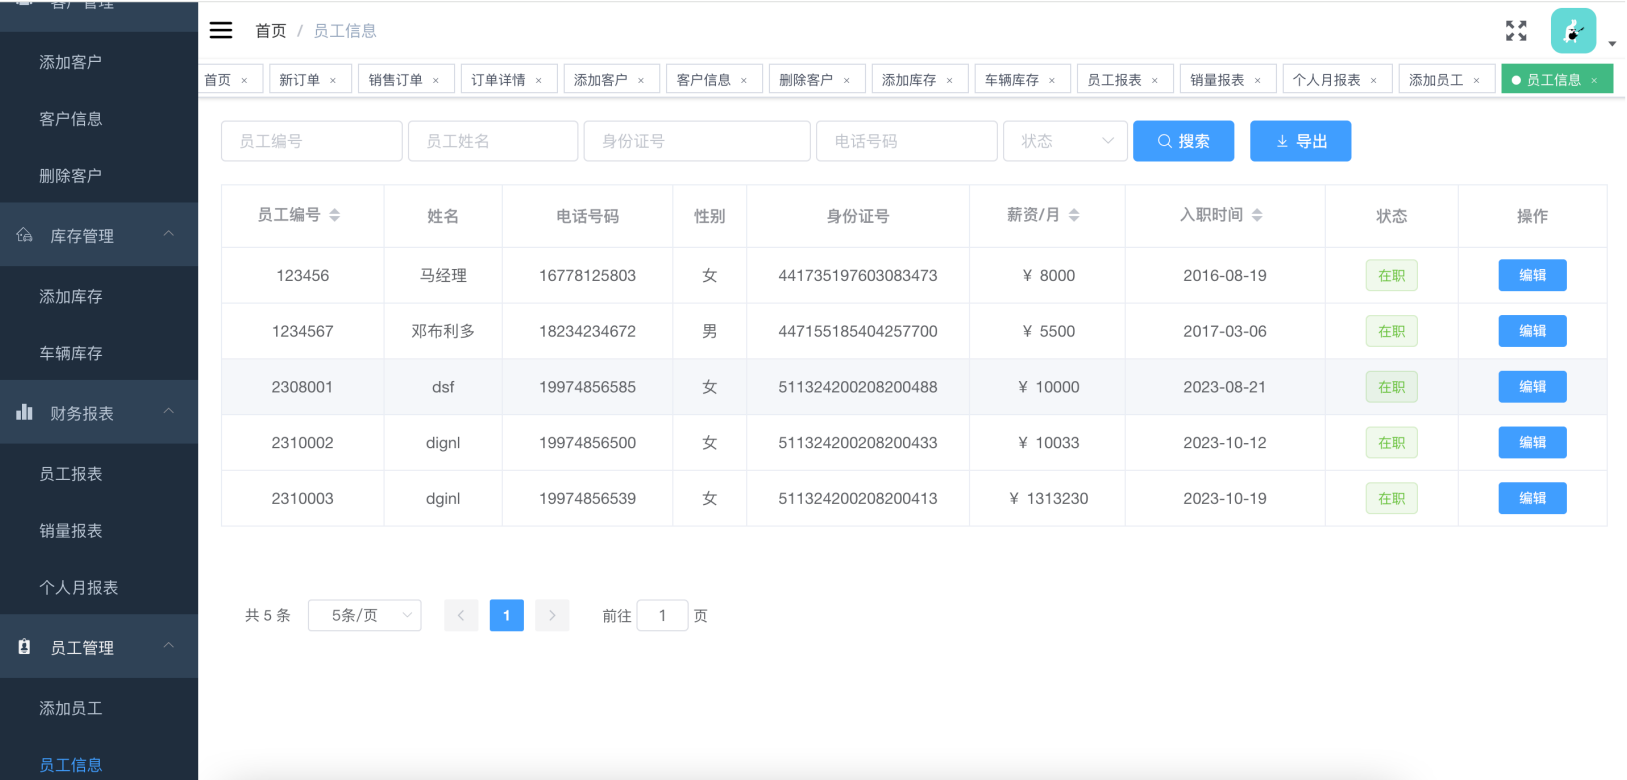 客户管理
添加客户
客户信息
删除客户
库存管理
添加库存
车辆库存
财务报表
员工报表
销量报表
个人月报表
员工管理
添加员工
员工信息
首页 / 员工信息
首页 × 新订单 × 销售订单 × 订单详情 × 添加客户 × 客户信息 × 删除客户 × 添加库存 × 车辆库存 × 员工报表 × 销量报表 × 个人月报表 × 添加员工 × 员工信息 ×
员工编号 员工姓名 身份证号 电话号码 状态 搜索 导出
员工编号 姓名 电话号码 性别 身份证号 薪资/月 入职时间 状态 操作
123456 马经理 16778125803 女 441735197603083473 ¥ 8000 2016-08-19 在职 编辑
1234567 邓布利多 18234234672 男 447155185404257700 ¥ 5500 2017-03-06 在职 编辑
2308001 dsf 19974856585 女 511324200208200488 ¥ 10000 2023-08-21 在职 编辑
2310002 dignl 19974856500 女 511324200208200433 ¥ 10033 2023-10-12 在职 编辑
2310003 dginl 19974856539 女 511324200208200413 ¥ 1313230 2023-10-19 在职 编辑
共 5 条 5条/页 < 1 > 前往 1 页